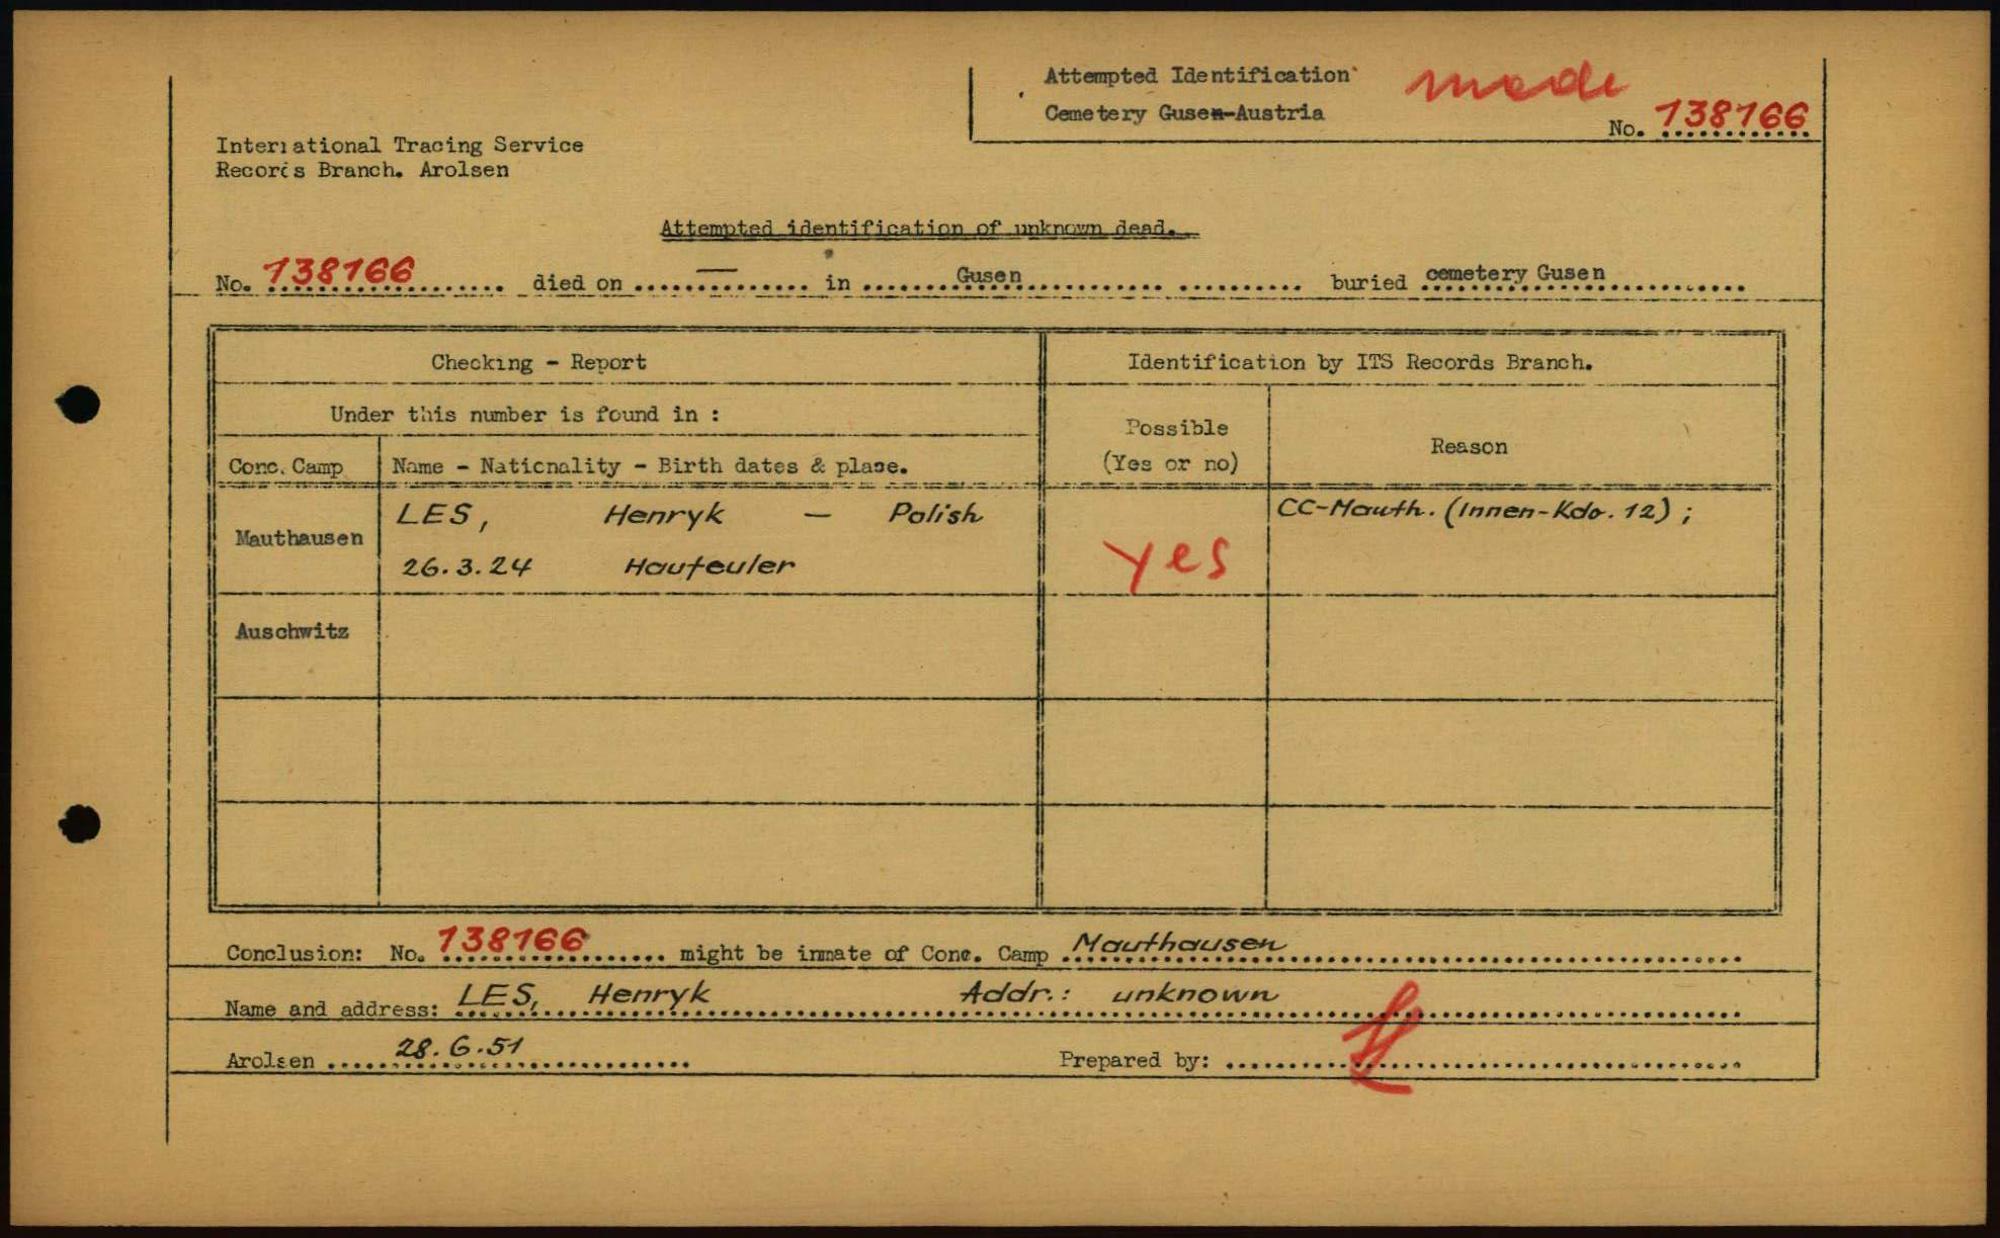 Attempted Identification made
Cemetery Gusen-Austria
No. 138166
International Tracing Service
Records Branch. Arolsen
Attempted identification of unknown dead.
No. 138166 died on — in Gusen buried cemetery Gusen
Checking - Report
Identification by ITS Records Branch.
Under this number is found in :
Possible
(Yes or no)
Reason
Conc. Camp
Name - Nationality - Birth dates & place.
Mauthausen
LES, Henryk — Polish
26.3.24 Haufeuler
yes
CC-Mauth. (Innen-Kdo. 12) ;
Auschwitz
Conclusion: No. 138166 might be inmate of Conc. Camp Mauthausen
Name and address: LES, Henryk Addr.: unknown
Arolsen 28.6.51
Prepared by: